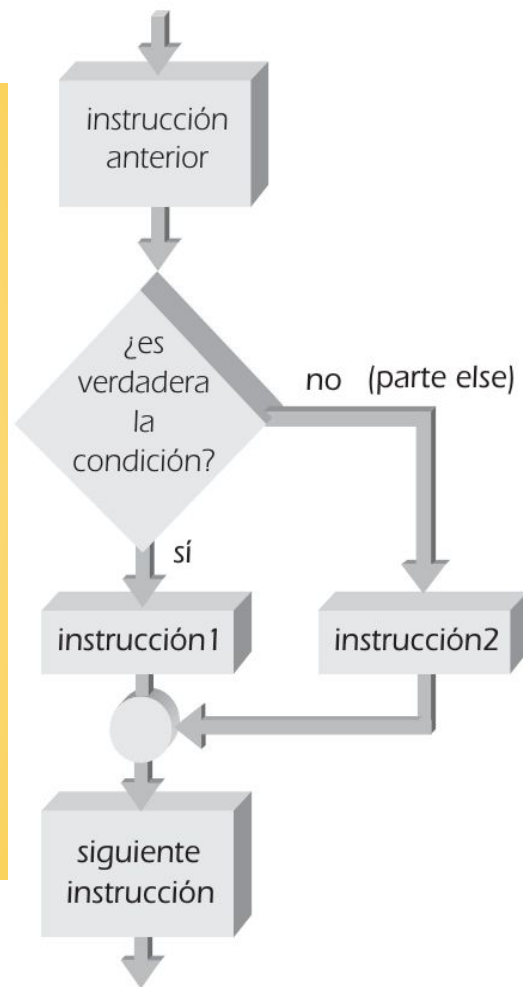 instrucción
anterior
¿es
verdadera
la
condición?
no (parte else)
sí
instrucción1
instrucción2
siguiente
instrucción